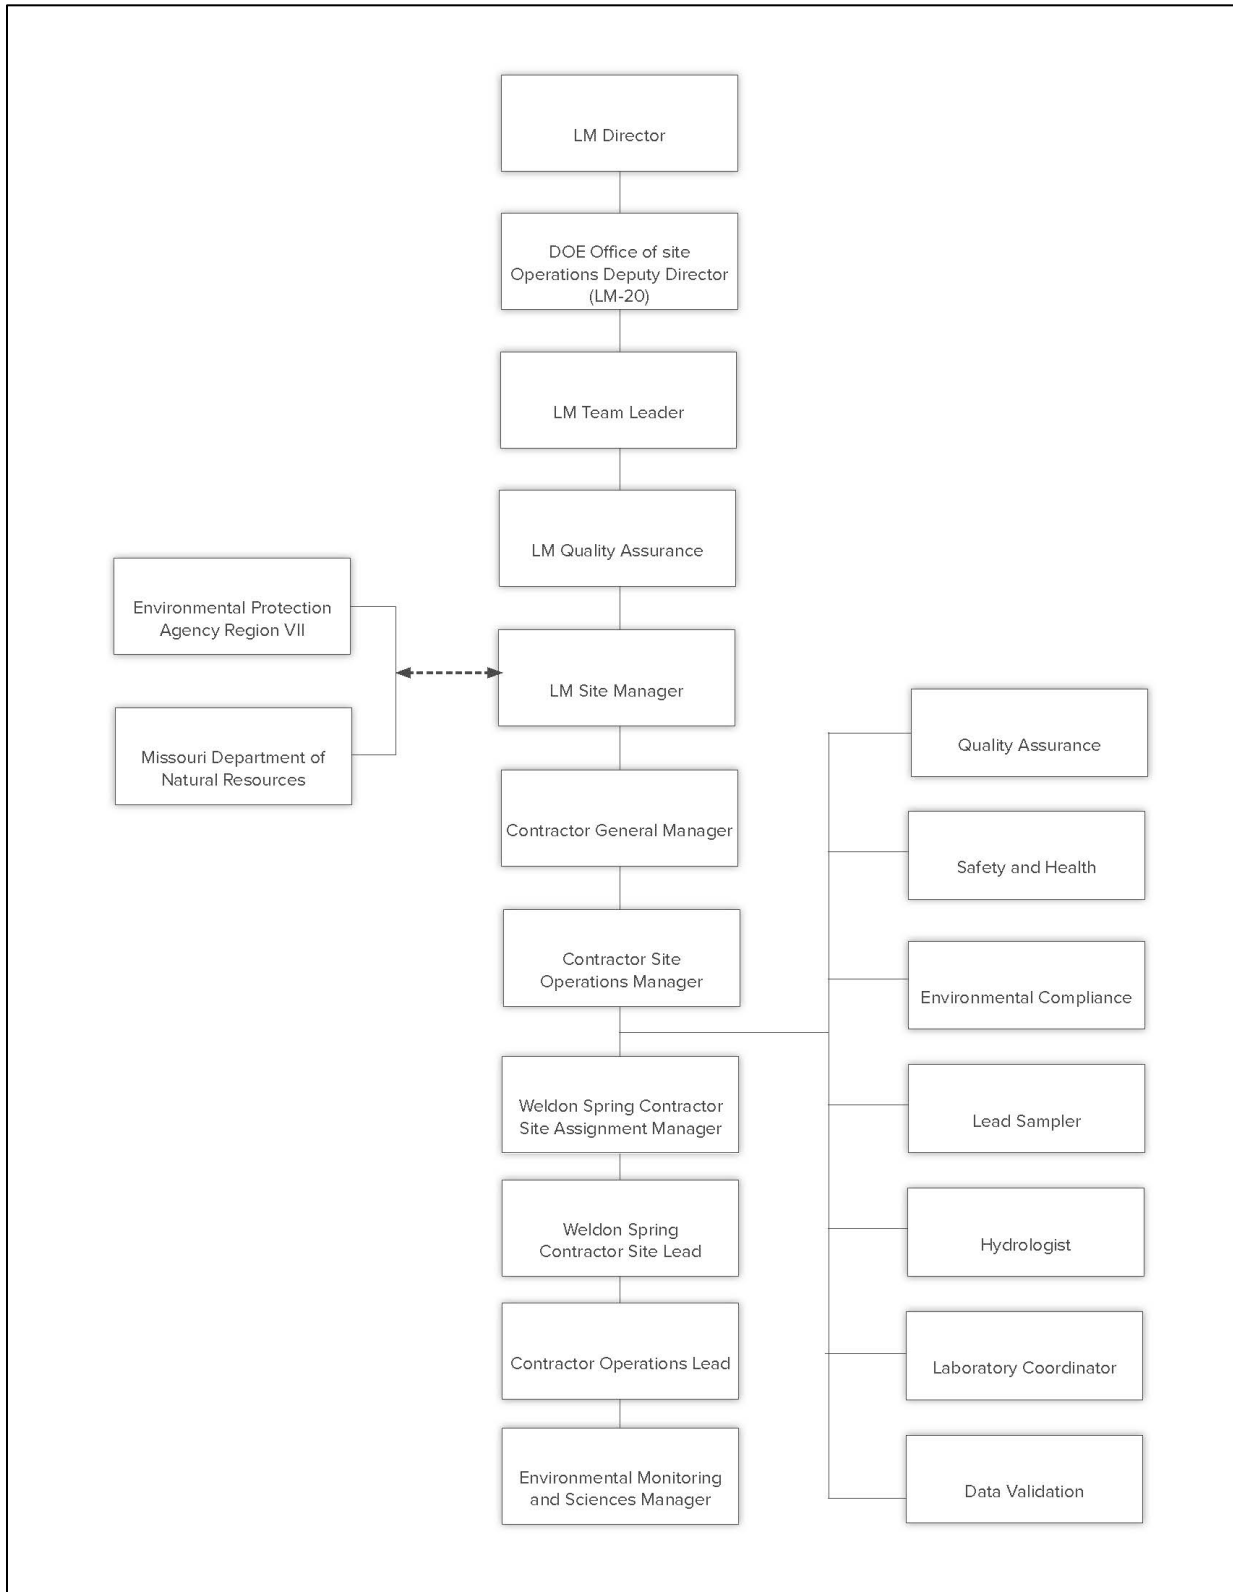 LM Director
DOE Office of site
Operations Deputy Director
(LM-20)
LM Team Leader
LM Quality Assurance
Environmental Protection
Agency Region VII
LM Site Manager
Missouri Department of
Natural Resources
Contractor General Manager
Contractor Site
Operations Manager
Weldon Spring Contractor
Site Assignment Manager
Weldon Spring
Contractor Site Lead
Contractor Operations Lead
Environmental Monitoring
and Sciences Manager
Quality Assurance
Safety and Health
Environmental Compliance
Lead Sampler
Hydrologist
Laboratory Coordinator
Data Validation